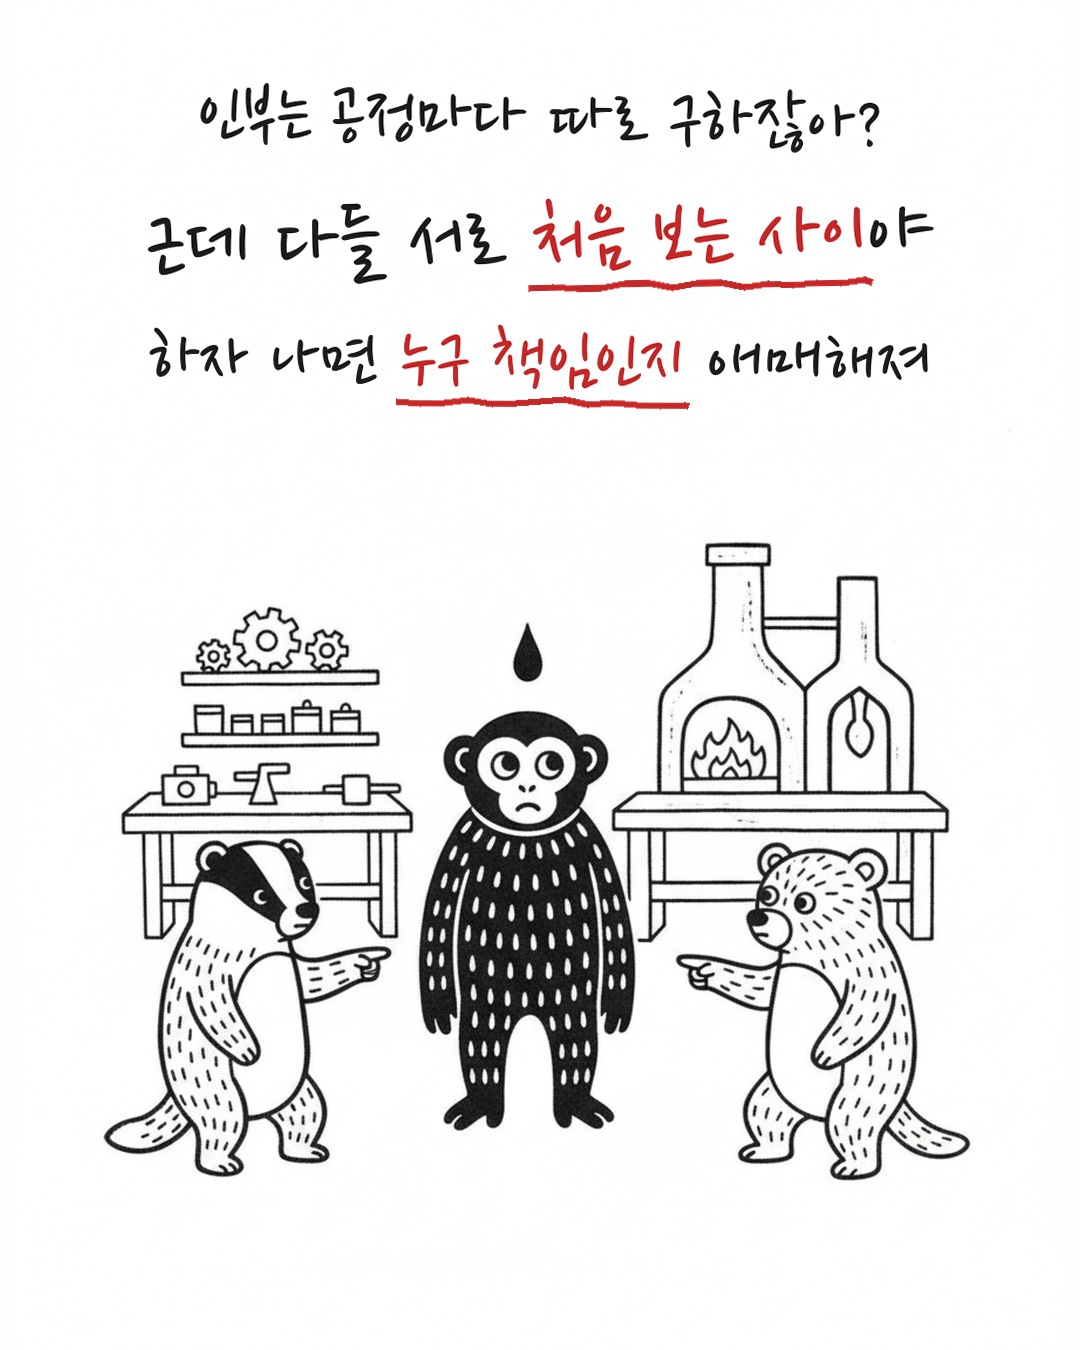 인부는 공정마다 따로 구하잖아?
근데 다들 서로 처음 보는 사이야
하자 나면 누구 책임인지 애매해져